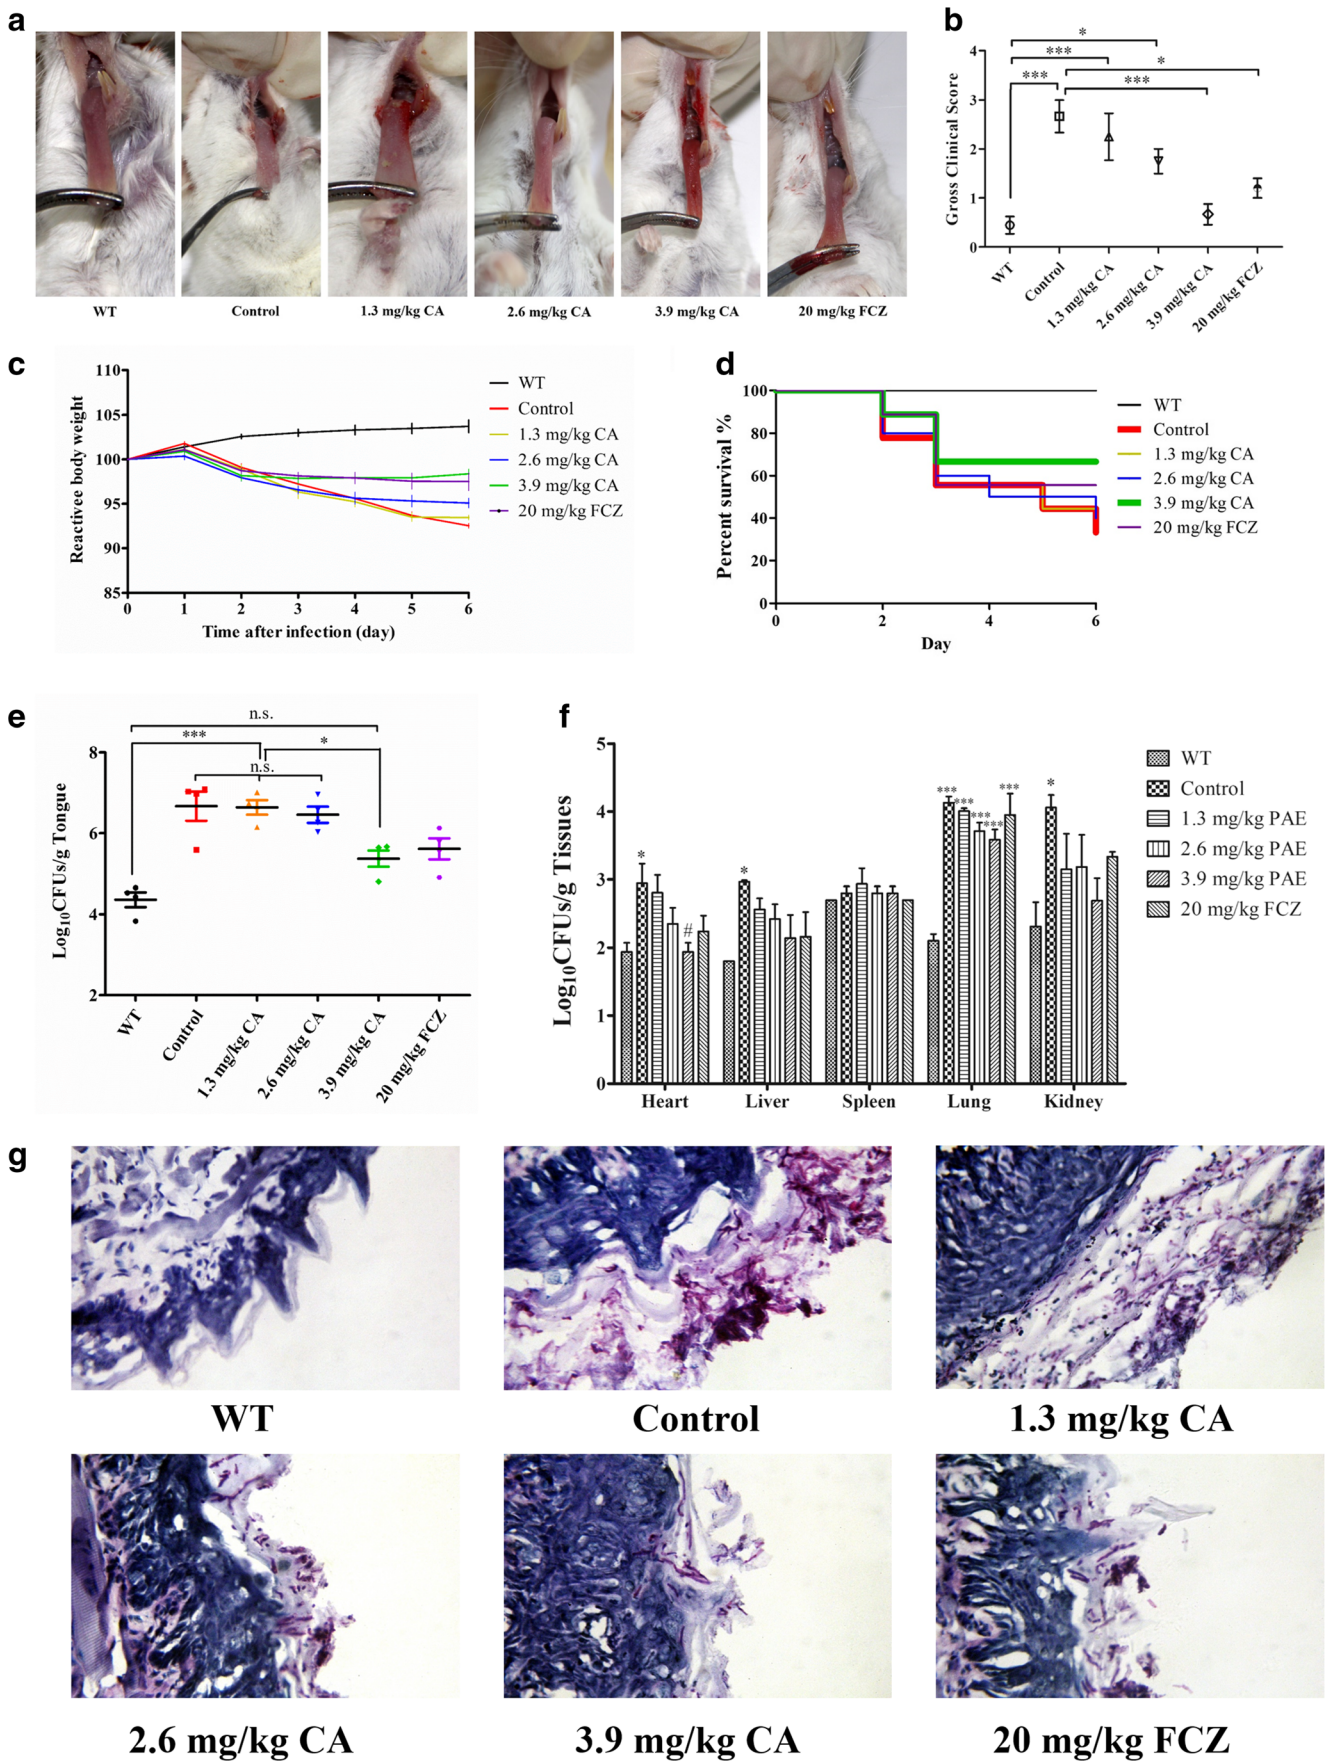 a
WT
Control
1.3 mg/kg CA
2.6 mg/kg CA
3.9 mg/kg CA
20 mg/kg FCZ
b
Gross Clinical Score
4
3
2
1
0
*
***
*
***
***
WT
Control
1.3 mg/kg CA
2.6 mg/kg CA
3.9 mg/kg CA
20 mg/kg FCZ
c
Reactivee body weight
110
105
100
95
90
85
0 1 2 3 4 5 6
Time after infection (day)
WT
Control
1.3 mg/kg CA
2.6 mg/kg CA
3.9 mg/kg CA
20 mg/kg FCZ
d
Percent survival %
100
80
60
40
20
0
0 2 4 6
Day
WT
Control
1.3 mg/kg CA
2.6 mg/kg CA
3.9 mg/kg CA
20 mg/kg FCZ
e
Log10CFUs/g Tongue
8
6
4
2
n.s.
*** *
n.s.
WT
Control
1.3 mg/kg CA
2.6 mg/kg CA
3.9 mg/kg CA
20 mg/kg FCZ
f
Log10CFUs/g Tissues
5
4
3
2
1
0
*
#
*
***
***
***
***
***
*
Heart Liver Spleen Lung Kidney
WT
Control
1.3 mg/kg PAE
2.6 mg/kg PAE
3.9 mg/kg PAE
20 mg/kg FCZ
g
WT
Control
1.3 mg/kg CA
2.6 mg/kg CA
3.9 mg/kg CA
20 mg/kg FCZ